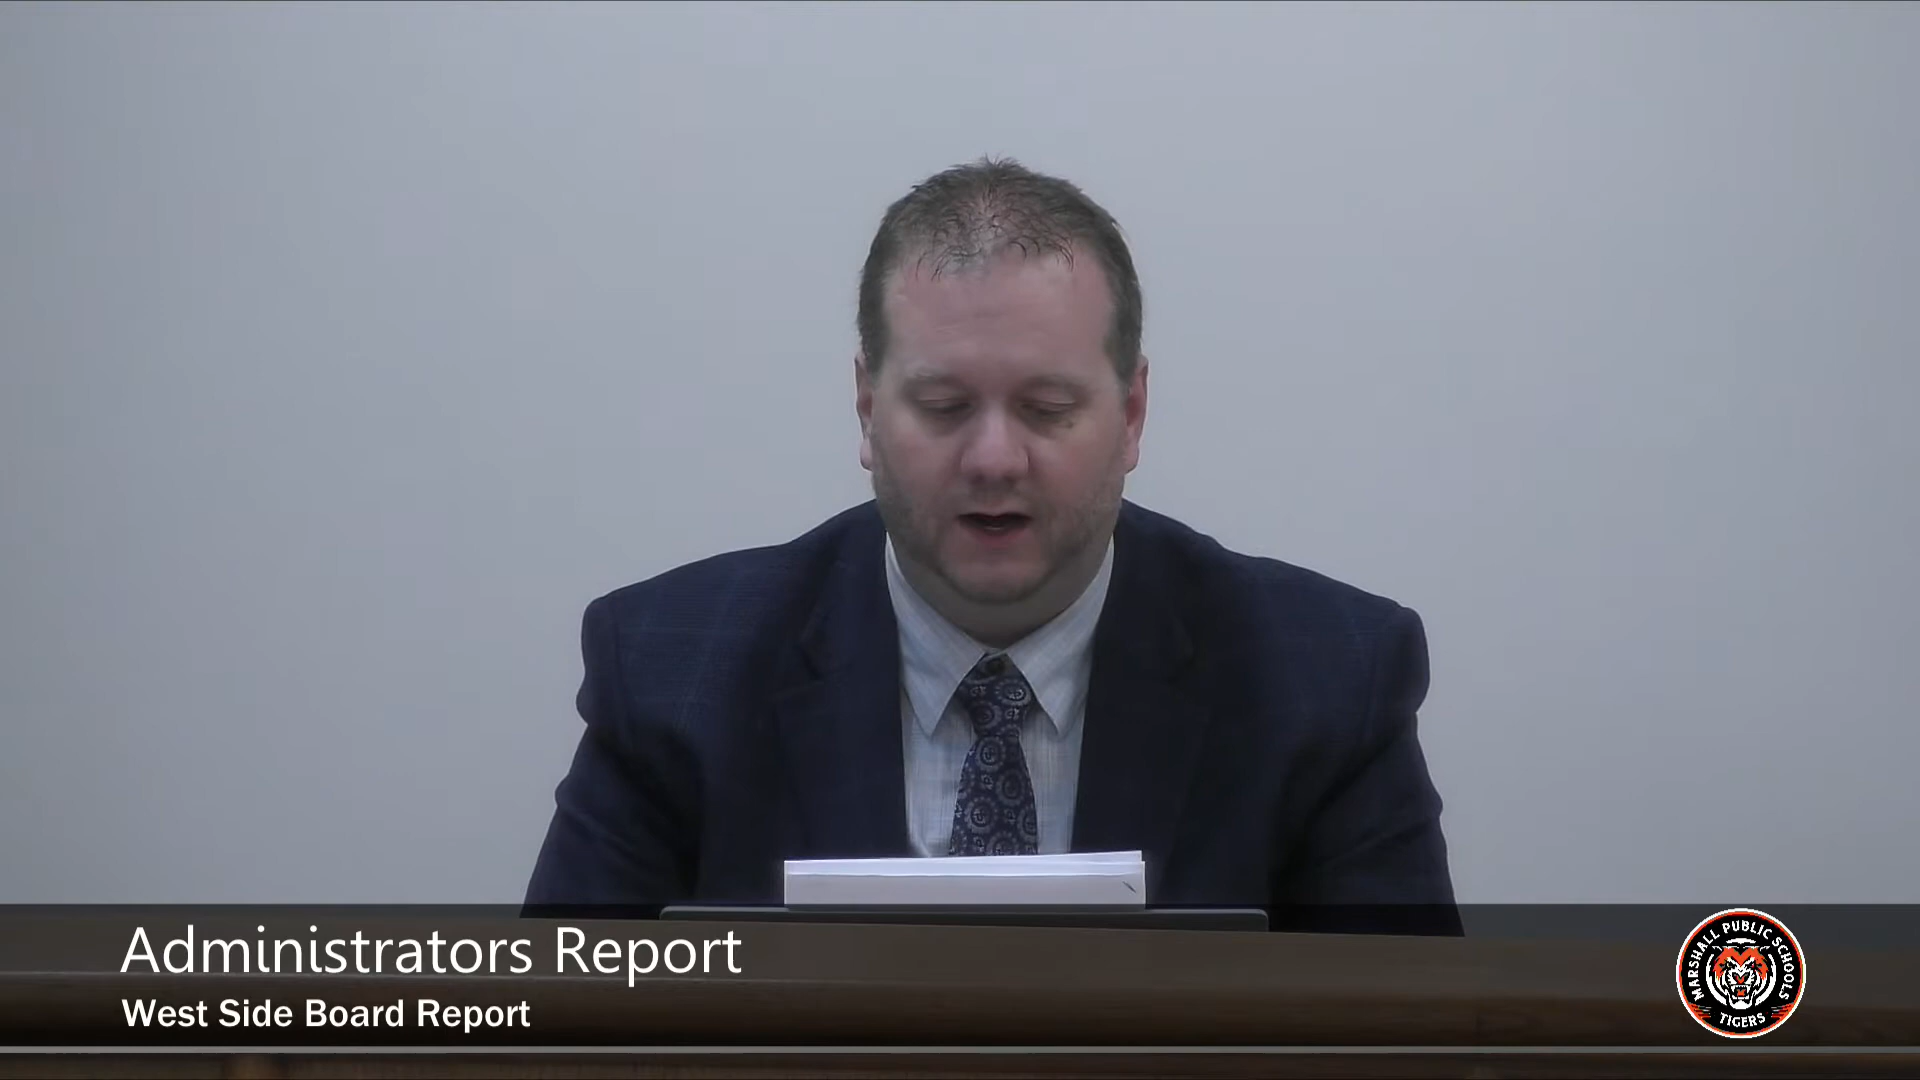 Administrators Report
West Side Board Report
MARSHALL PUBLIC SCHOOLS
TIGERS